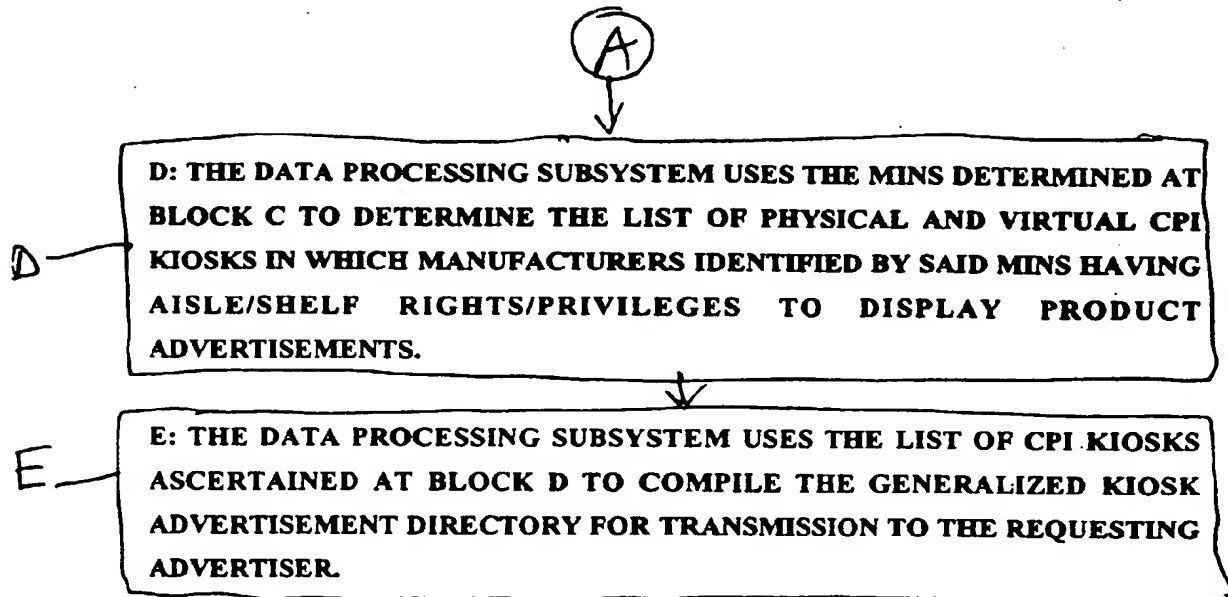 A
D: THE DATA PROCESSING SUBSYSTEM USES THE MINS DETERMINED AT
BLOCK C TO DETERMINE THE LIST OF PHYSICAL AND VIRTUAL CPI
KIOSKS IN WHICH MANUFACTURERS IDENTIFIED BY SAID MINS HAVING
AISLE/SHELF RIGHTS/PRIVILEGES TO DISPLAY PRODUCT
ADVERTISEMENTS.
D
E: THE DATA PROCESSING SUBSYSTEM USES THE LIST OF CPI KIOSKS
ASCERTAINED AT BLOCK D TO COMPILE THE GENERALIZED KIOSK
ADVERTISEMENT DIRECTORY FOR TRANSMISSION TO THE REQUESTING
ADVERTISER.
E